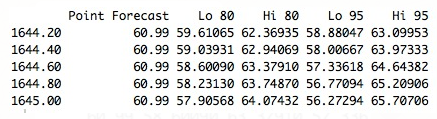 Point Forecast Lo 80 Hi 80 Lo 95 Hi 95
1644.20 60.99 59.61065 62.36935 58.88047 63.09953
1644.40 60.99 59.03931 62.94069 58.00667 63.97333
1644.60 60.99 58.60090 63.37910 57.33618 64.64382
1644.80 60.99 58.23130 63.74870 56.77094 65.20906
1645.00 60.99 57.90568 64.07432 56.27294 65.70706